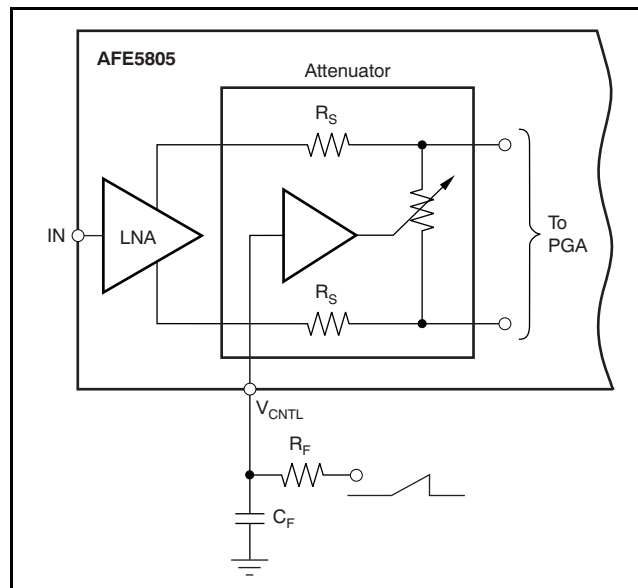 AFE5805
Attenuator
R_S
IN
LNA
To
PGA
R_S
V_CNTL
R_F
C_F